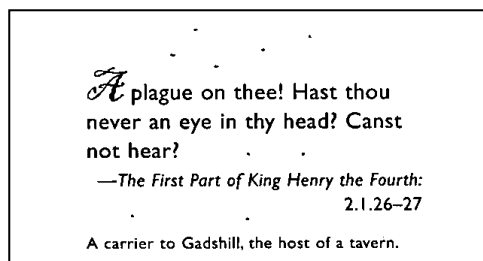 A plague on thee! Hast thou
never an eye in thy head? Canst
not hear?
—The First Part of King Henry the Fourth:
2.1.26–27
A carrier to Gadshill, the host of a tavern.